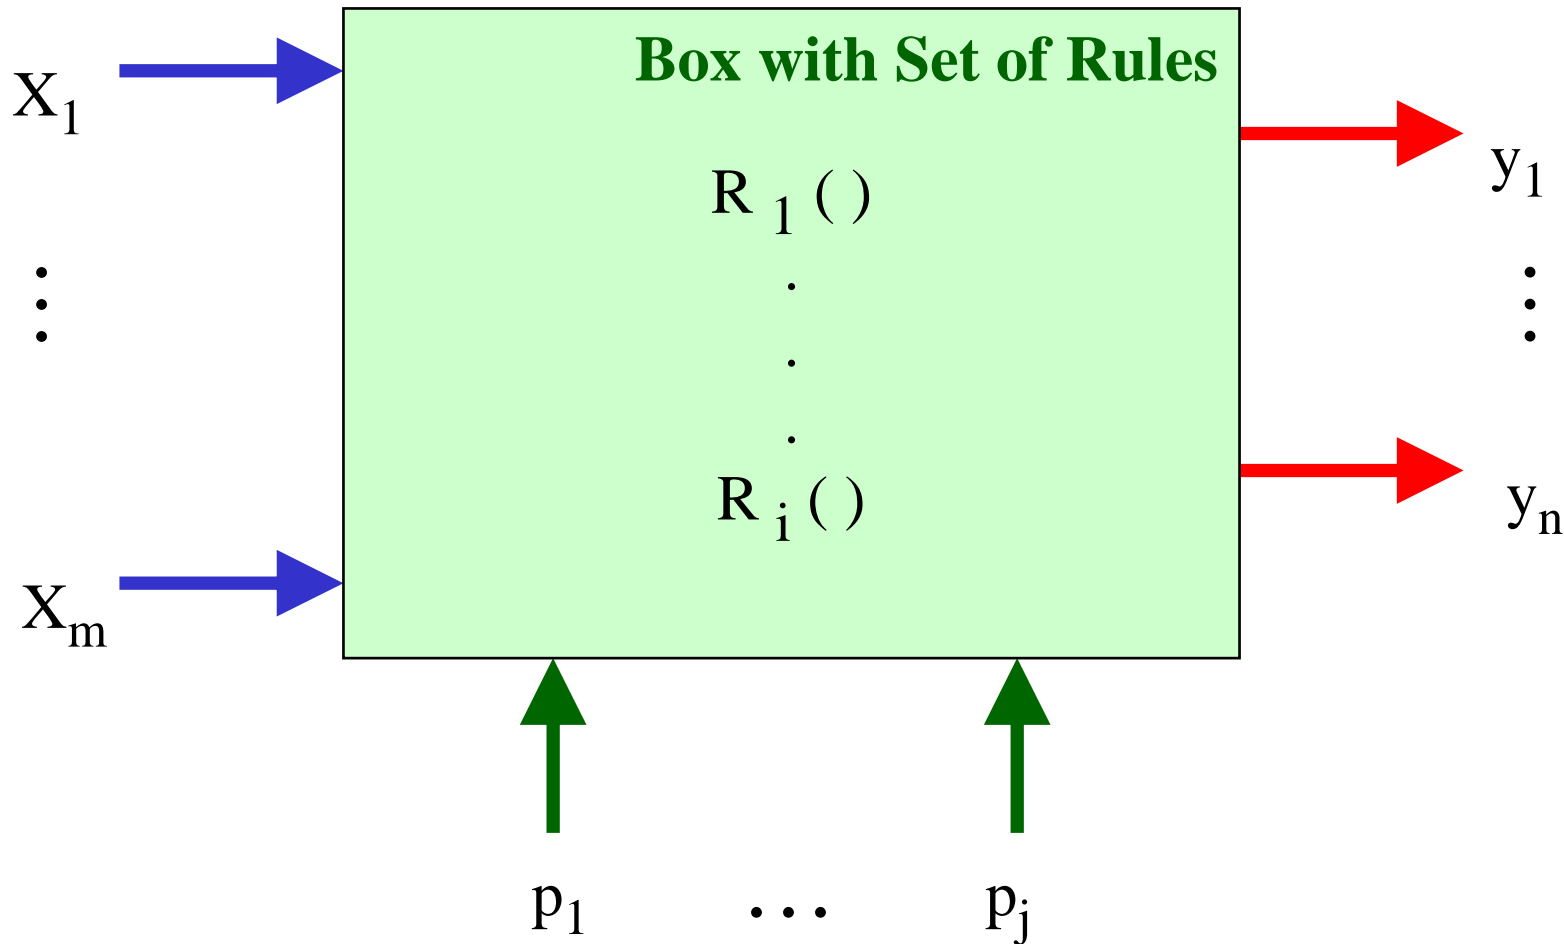 Box with Set of Rules
X1
y1
R 1 ( )
⋮
⋮
.
.
.
R i ( )
yn
Xm
p1 … pj